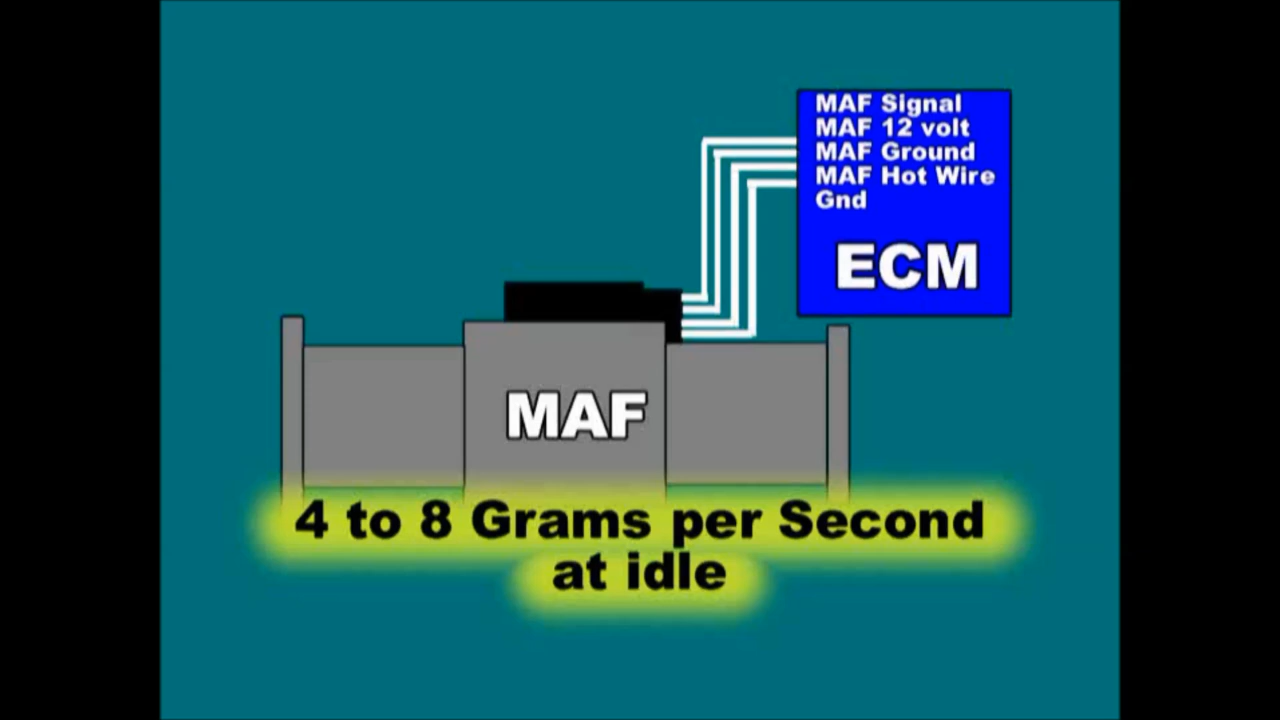 MAF Signal
MAF 12 volt
MAF Ground
MAF Hot Wire
Gnd
ECM
MAF
4 to 8 Grams per Second
at idle